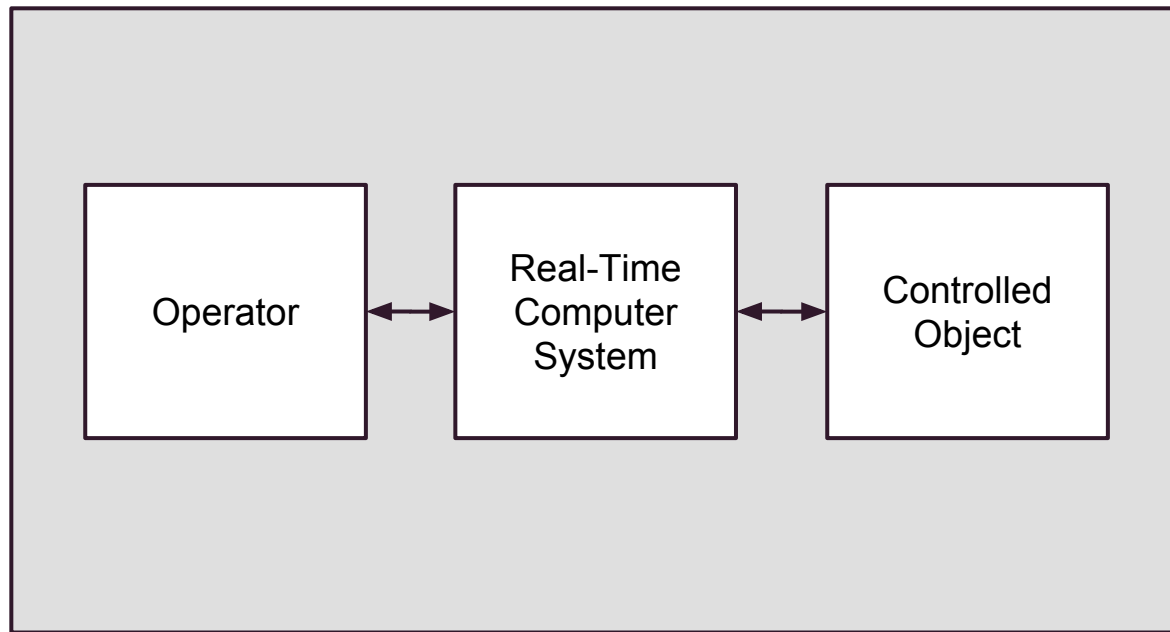 Operator
Real-Time
Computer
System
Controlled
Object